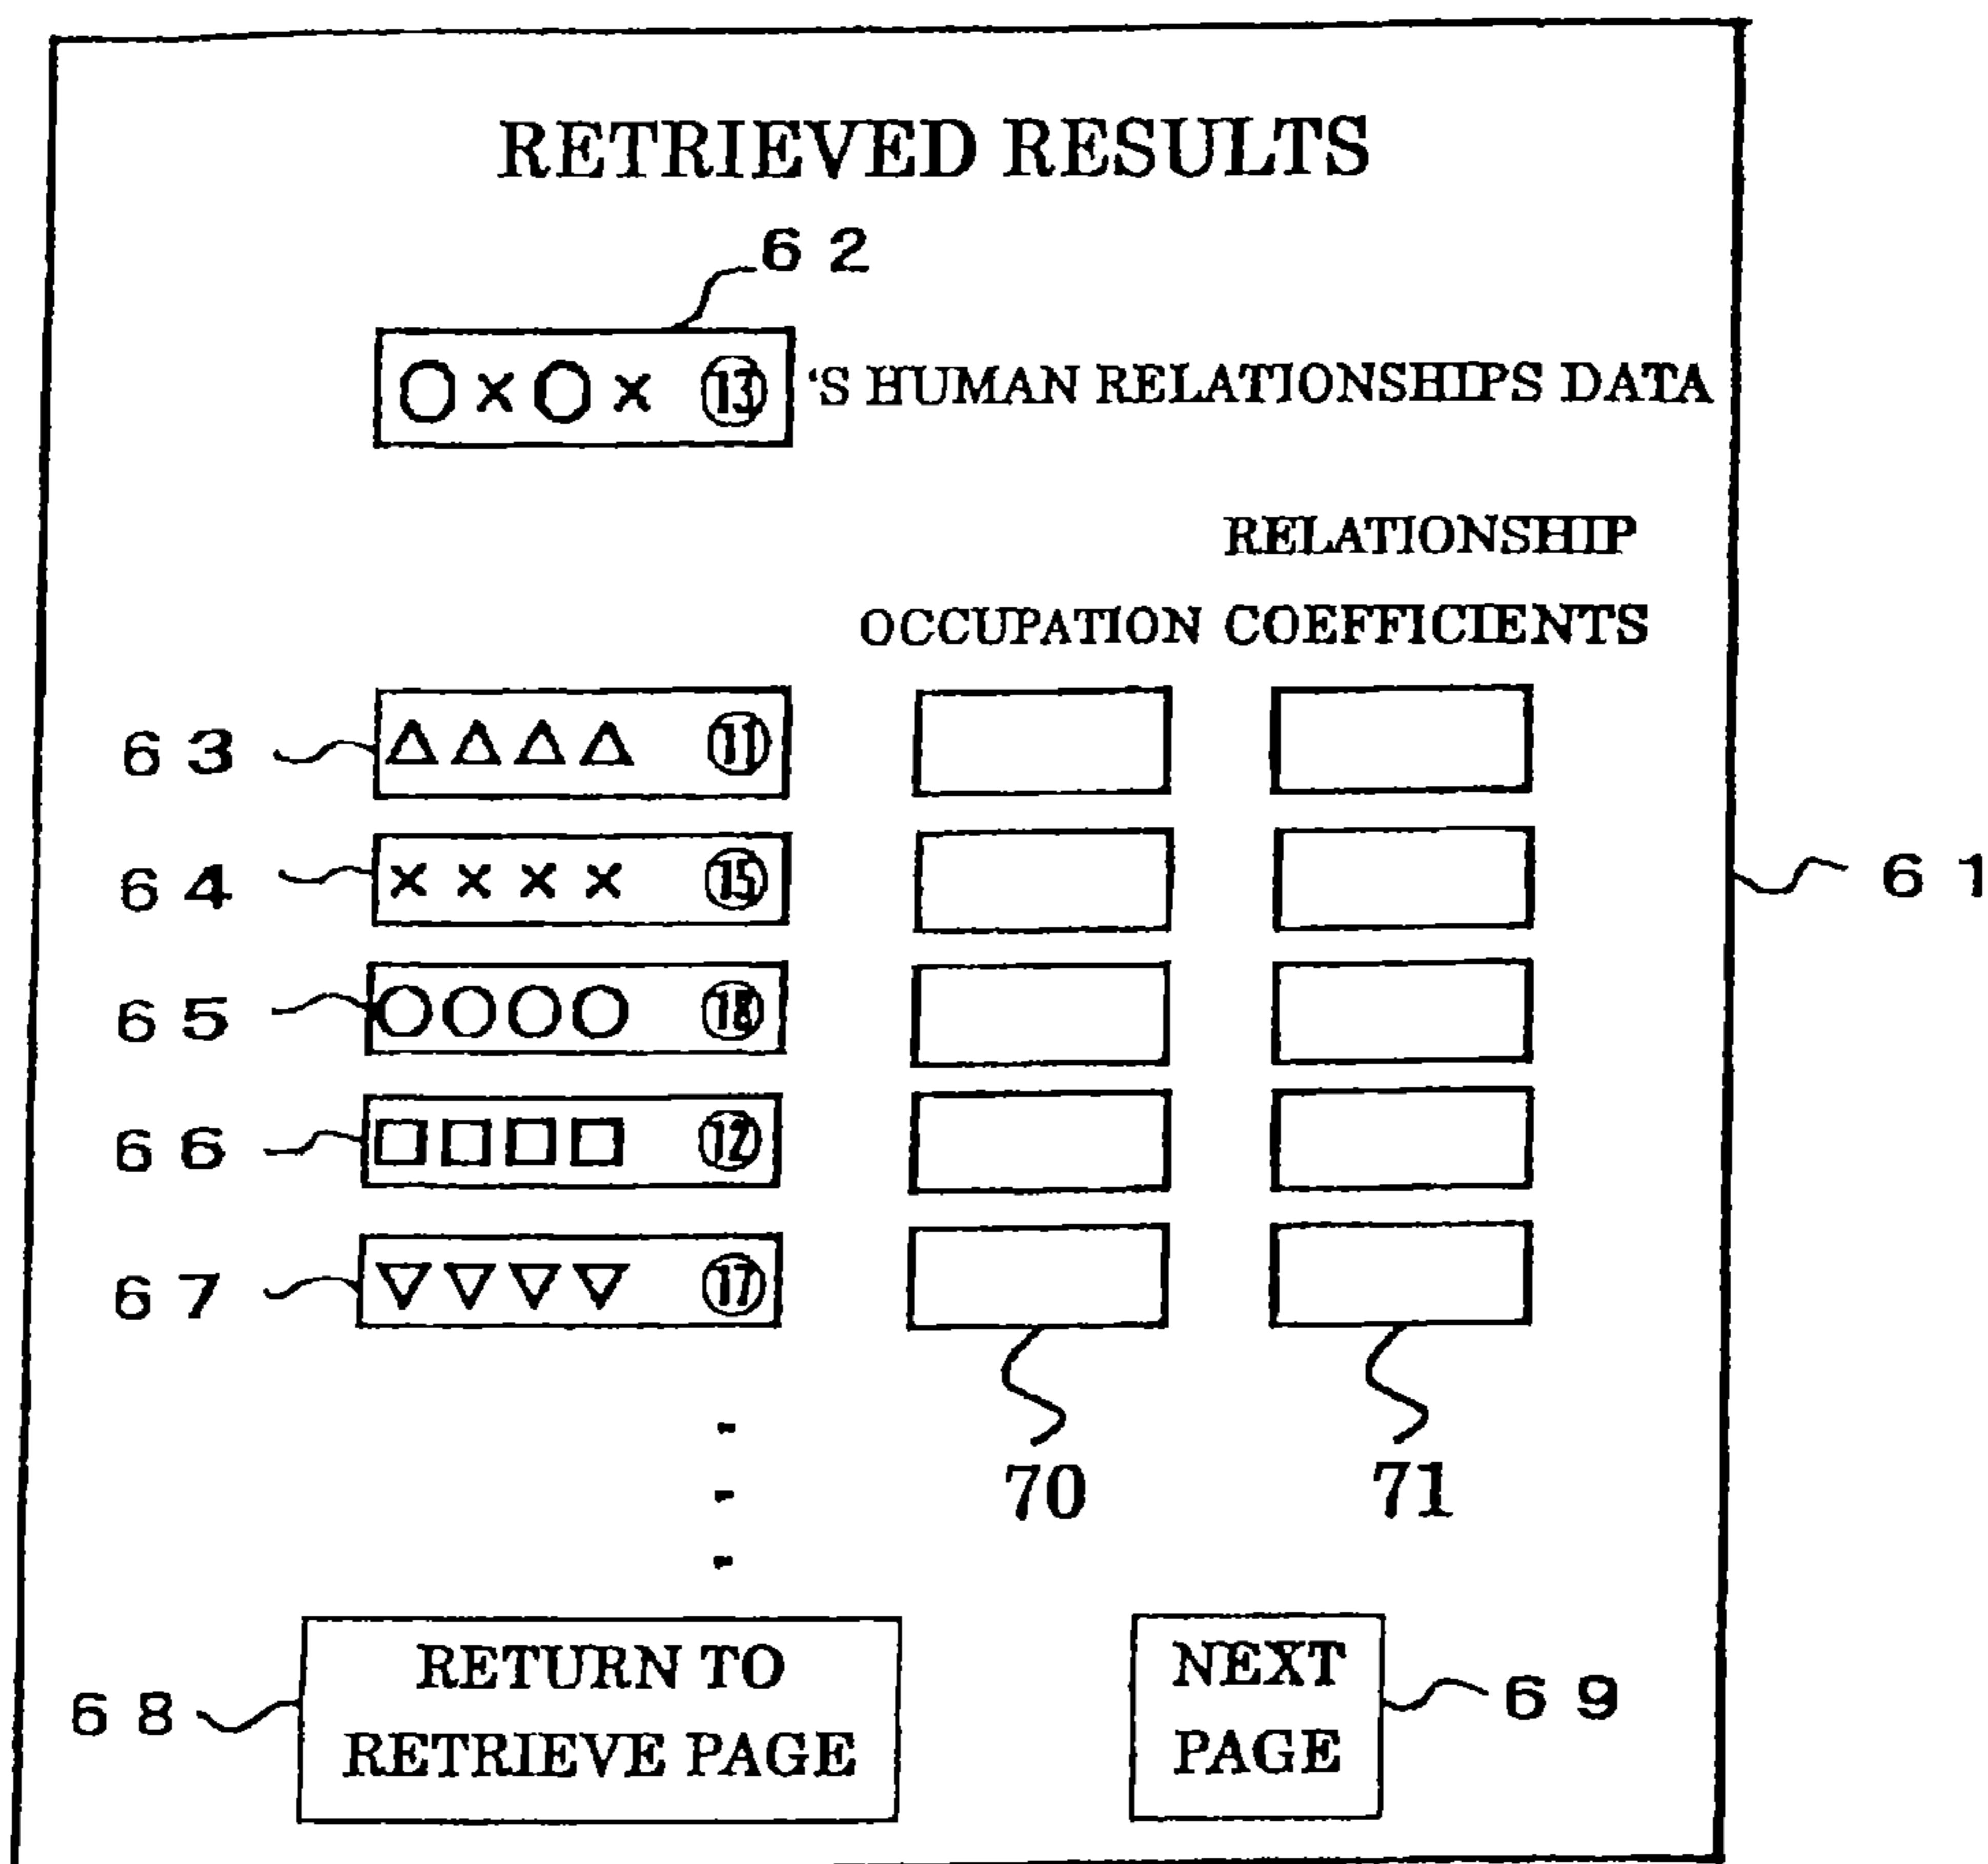 RETRIEVED RESULTS
62
○×○× ⑬ 'S HUMAN RELATIONSHIPS DATA
RELATIONSHIP
OCCUPATION COEFFICIENTS
63 △△△△ ⑪
64 ×××× ⑮
61
65 ○○○○
66 □□□□ ⑫
67 ▽▽▽▽ ⑰
70 71
68 RETURN TO RETRIEVE PAGE
NEXT PAGE 69